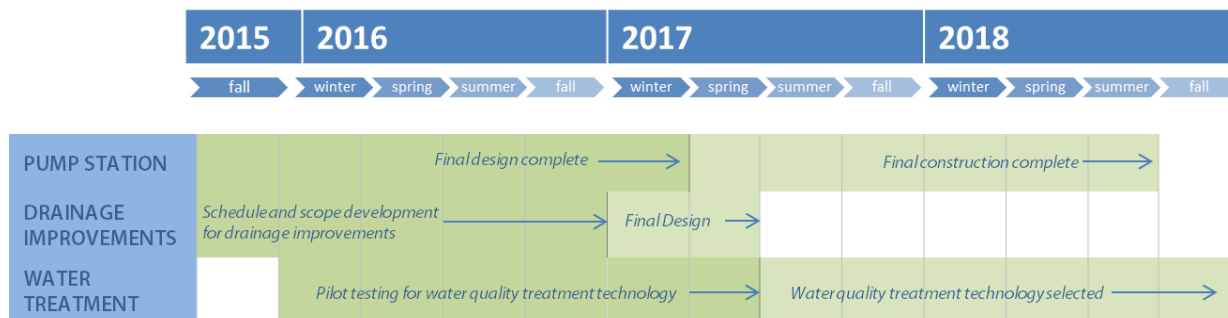 2015 2016 2017 2018
fall winter spring summer fall winter spring summer fall winter spring summer fall
PUMP STATION Final design complete Final construction complete
DRAINAGE
IMPROVEMENTS
Schedule and scope development
for drainage improvements
Final Design
WATER
TREATMENT
Pilot testing for water quality treatment technology Water quality treatment technology selected